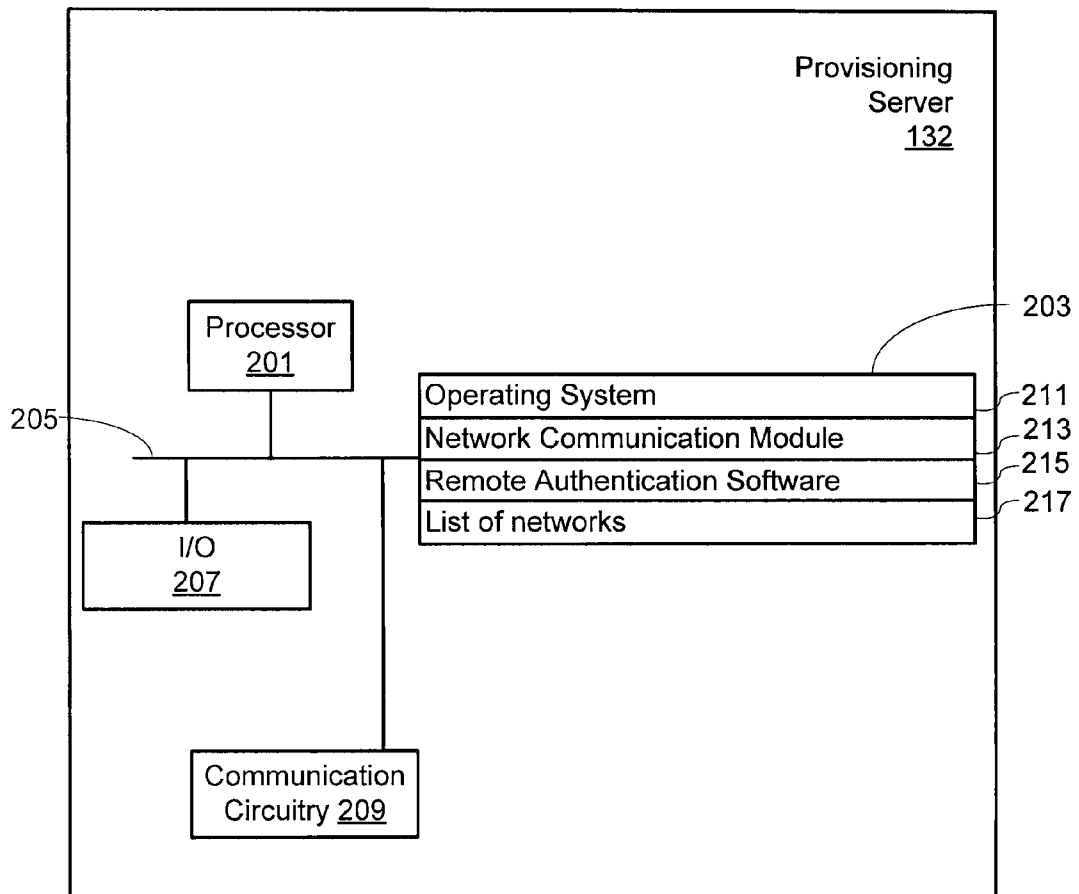 Provisioning
Server
132
Processor
201
203
205
Operating System
211
Network Communication Module
213
Remote Authentication Software
215
List of networks
217
I/O
207
Communication
Circuitry 209